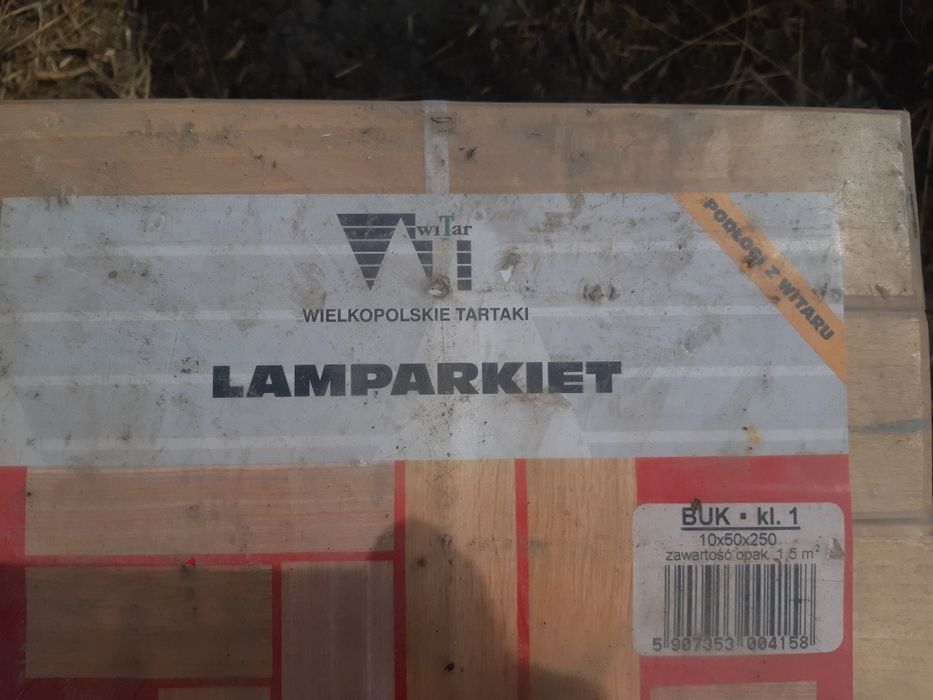 wiTar®
WIELKOPOLSKIE TARTAKI
PODŁOGI Z WITARU
LAMPARKIET
BUK ▪ kl. 1
10x50x250
zawartość opak. 1,5 m²
5 907353 004158